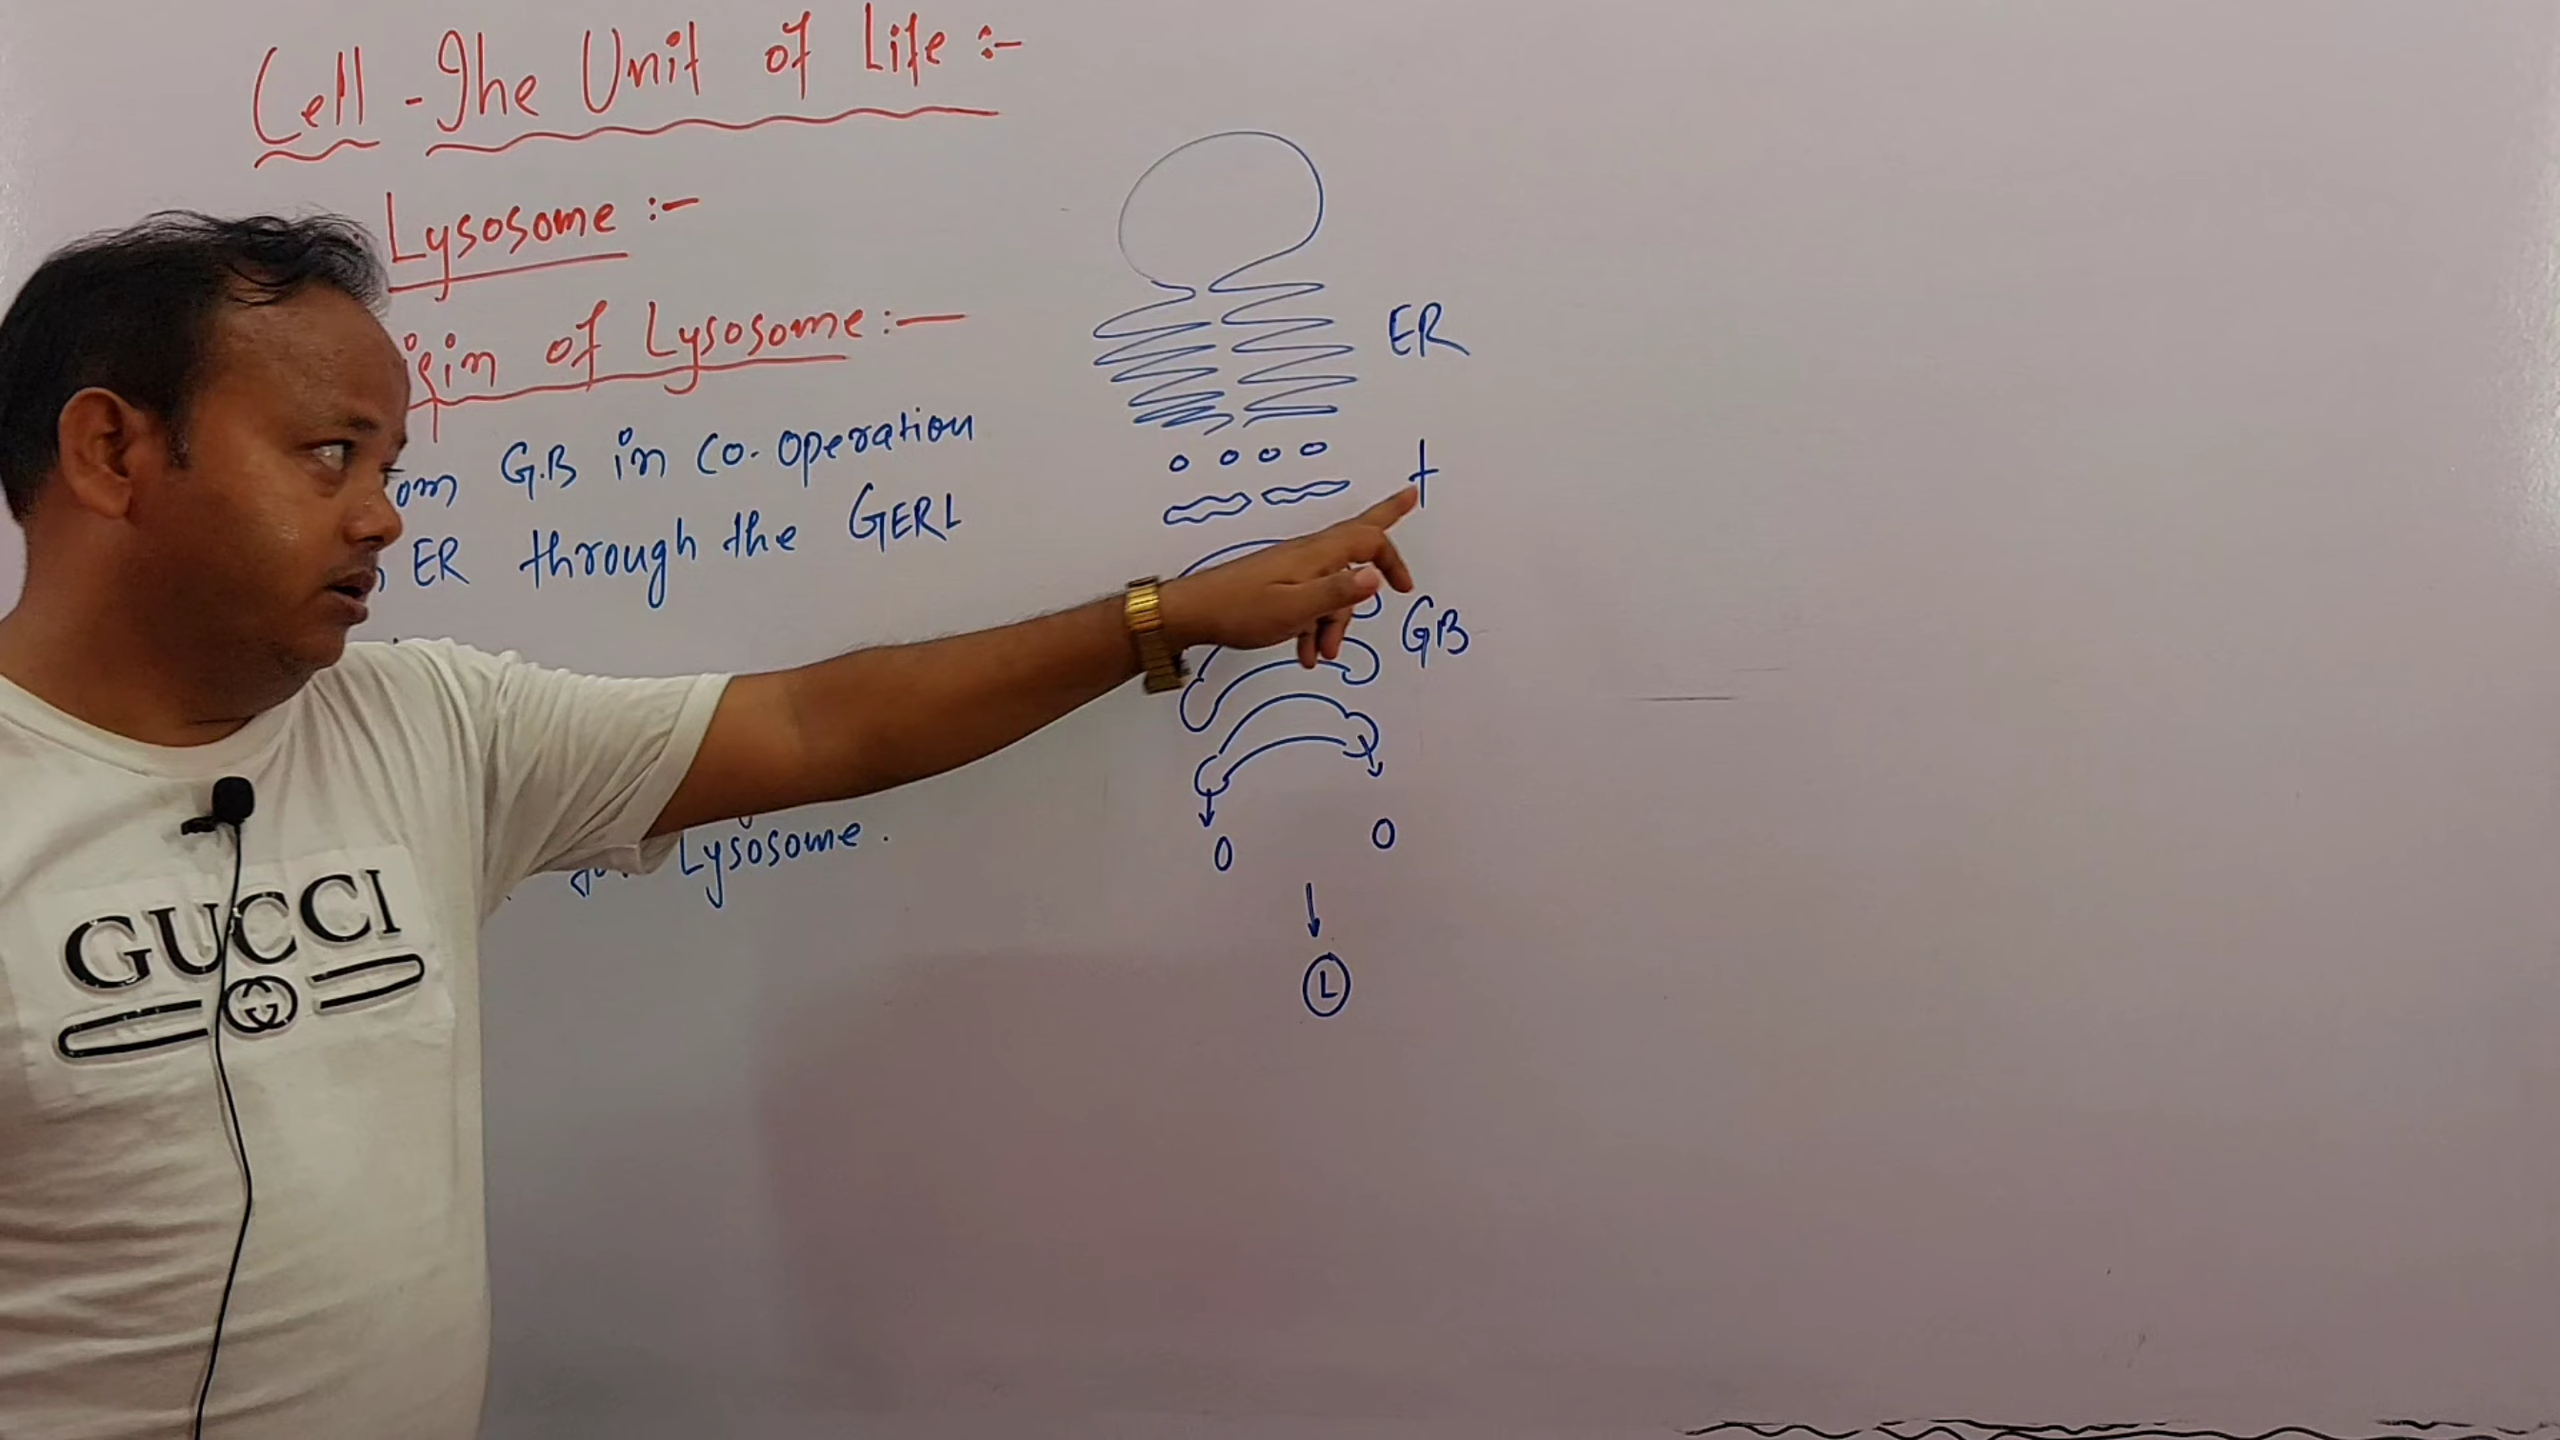 Cell - The Unit of Life :-
Lysosome :-
of Lysosome :-
G.B in Co. operation
ER through the GERL
Lysosome.
ER
+
GB
O O
L
GUCCI